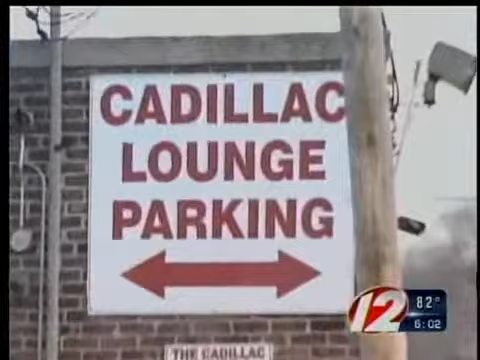 CADILLAC
LOUNGE
PARKING
THE CADILLAC
12
82°
6:02